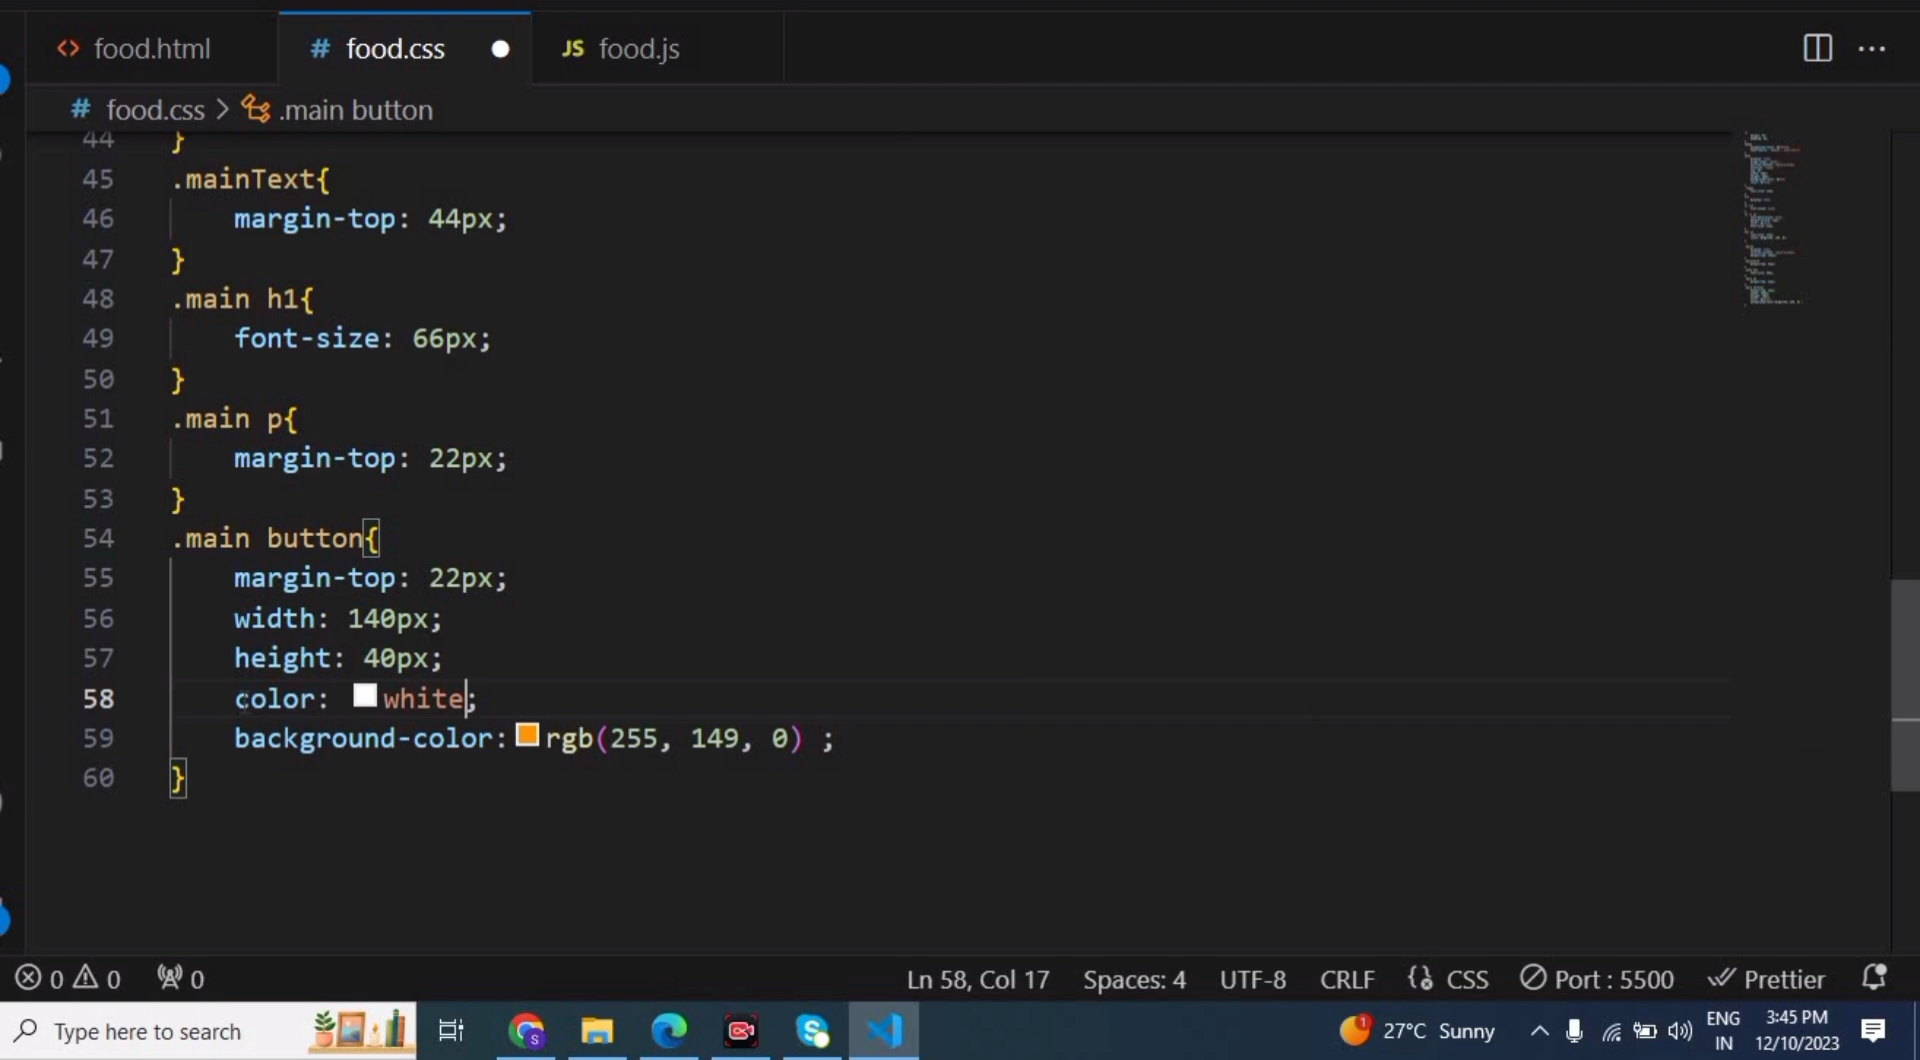 <> food.html # food.css JS food.js
# food.css > .main button
44 }
45 .mainText{
46 margin-top: 44px;
47 }
48 .main h1{
49 font-size: 66px;
50 }
51 .main p{
52 margin-top: 22px;
53 }
54 .main button{
55 margin-top: 22px;
56 width: 140px;
57 height: 40px;
58 color: white;
59 background-color: rgb(255, 149, 0) ;
60 }
0 0 0 Ln 58, Col 17 Spaces: 4 UTF-8 CRLF CSS Port : 5500 Prettier
Type here to search S S 1 27°C Sunny ENG 3:45 PM
IN 12/10/2023